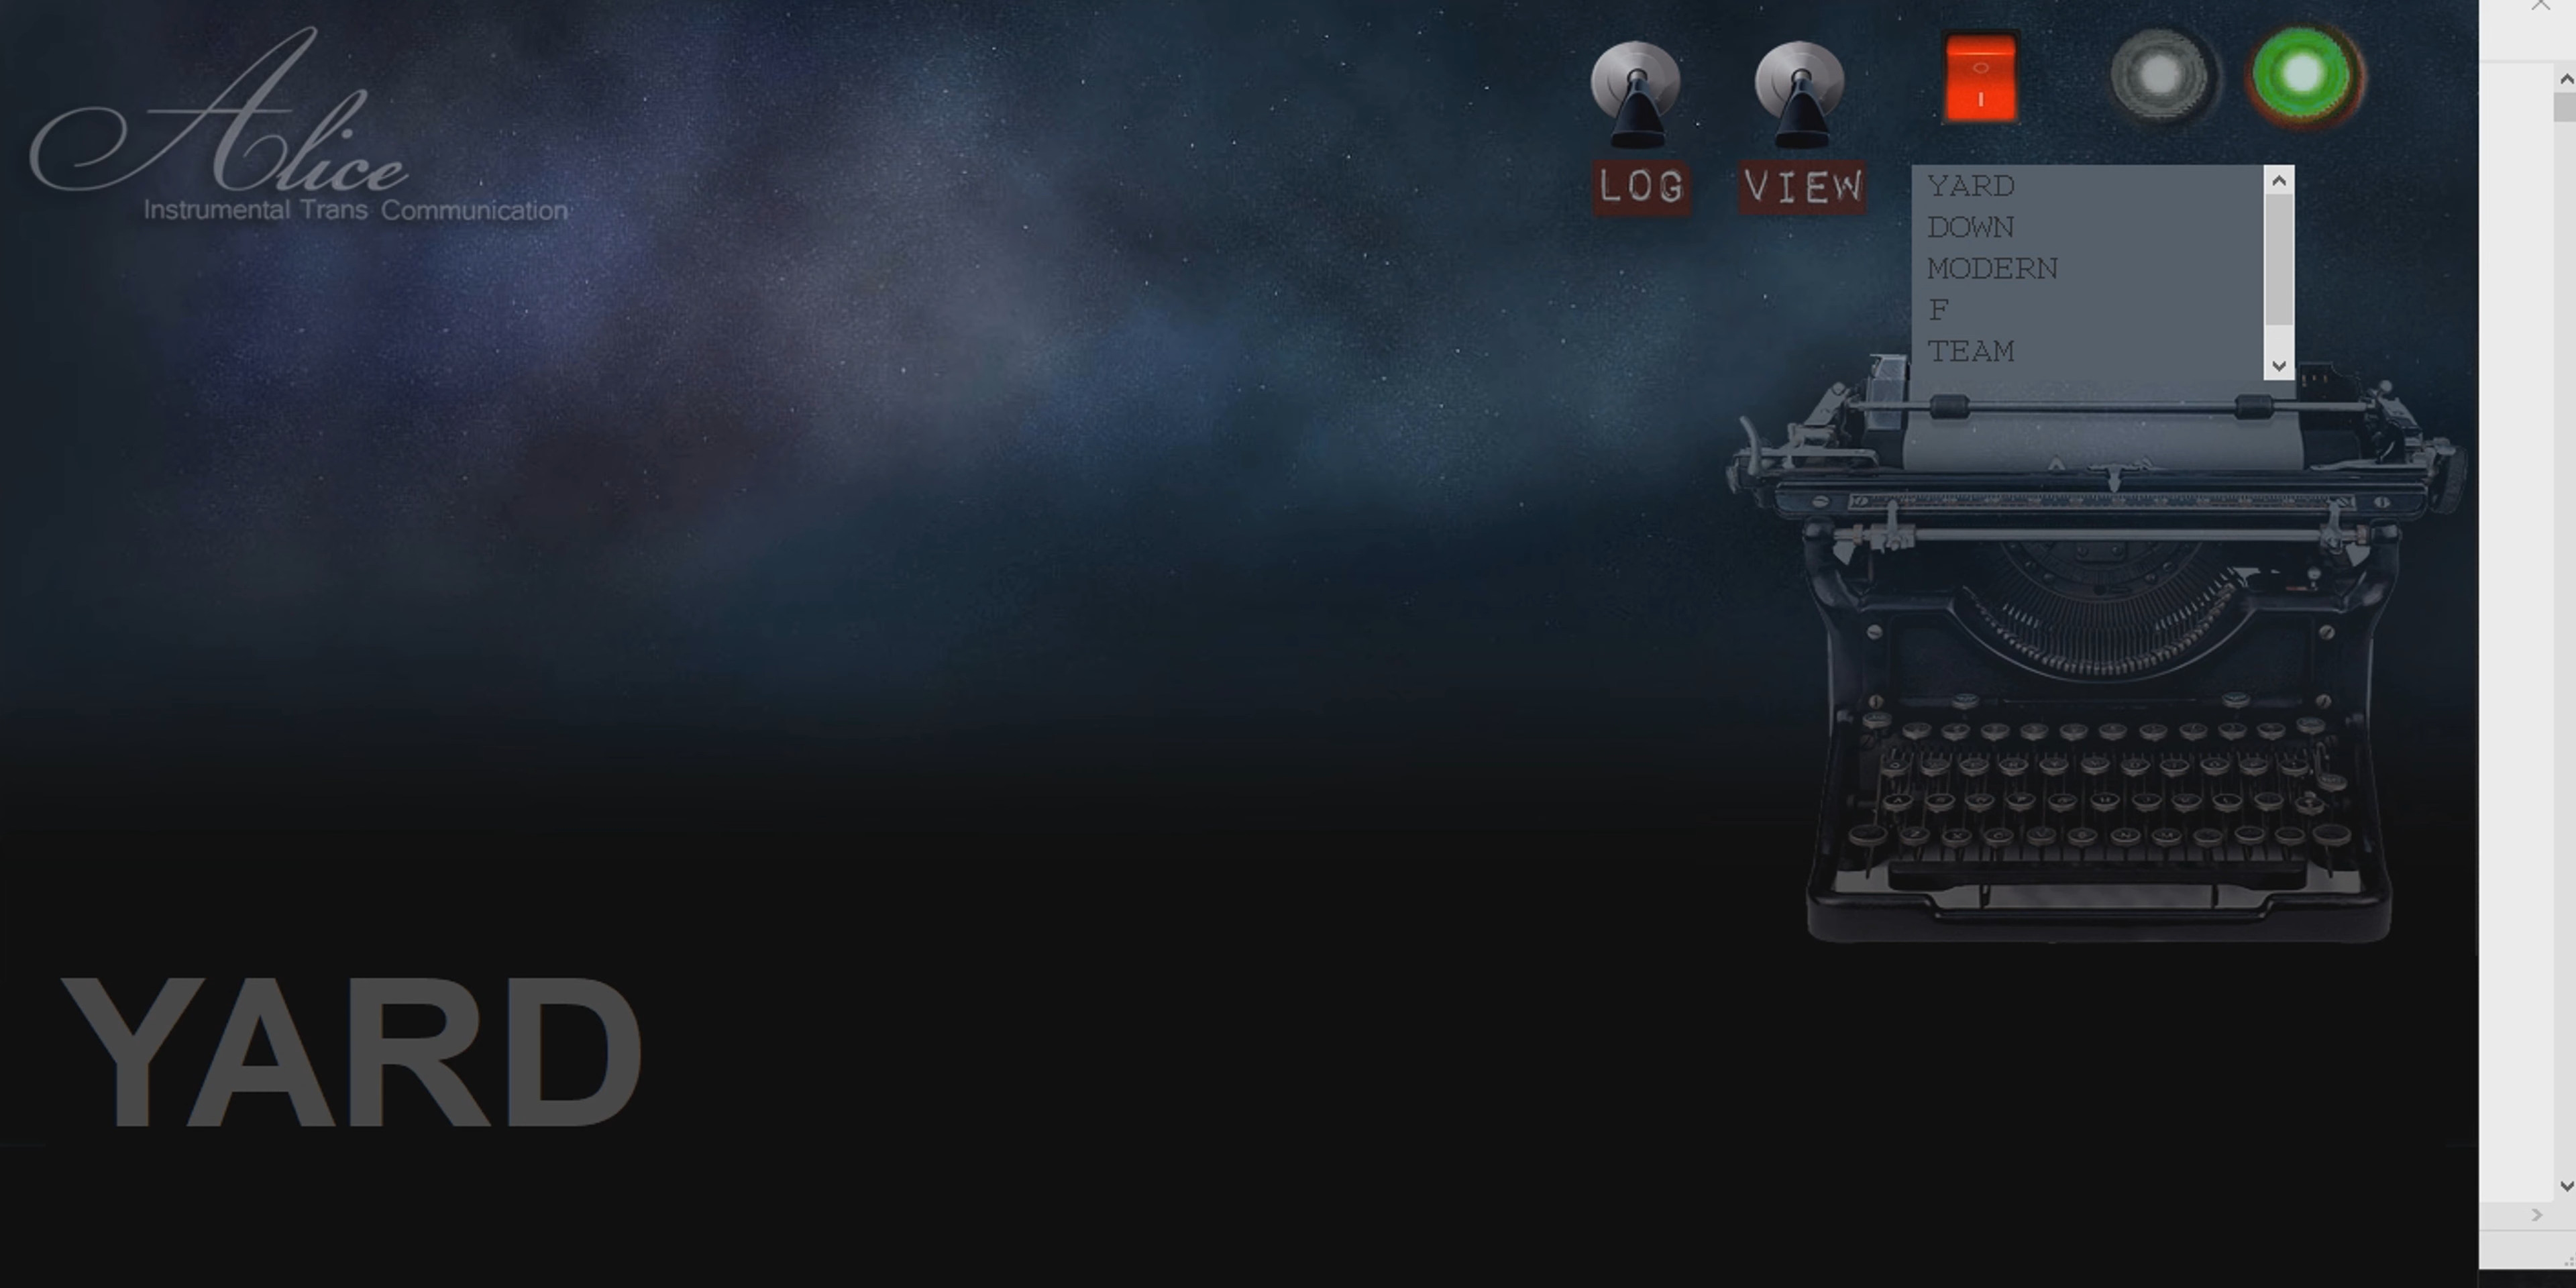 Alice
Instrumental Trans Communication
LOG
VIEW
YARD
DOWN
MODERN
F
TEAM
YARD